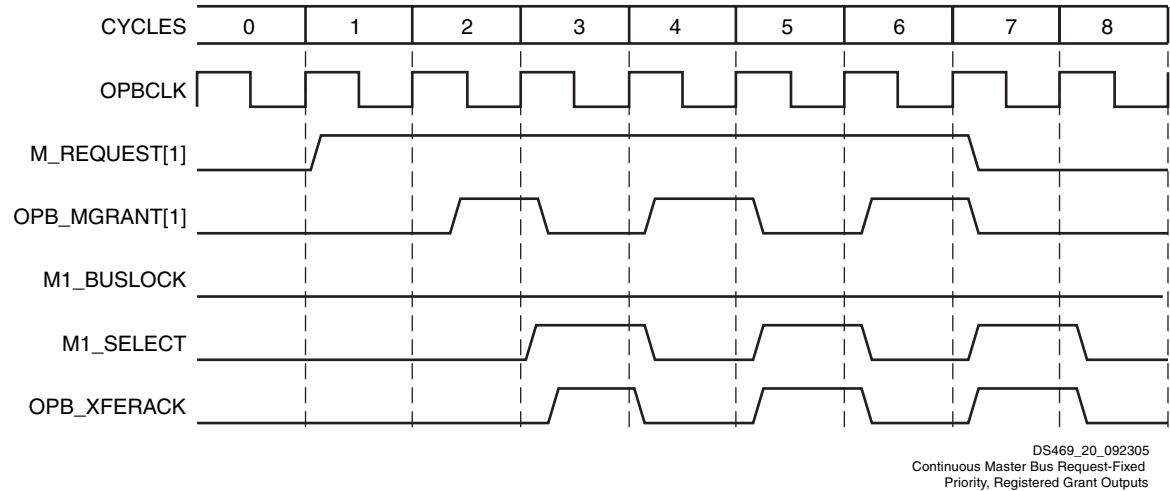 CYCLES 0 1 2 3 4 5 6 7 8
OPBCLK
M_REQUEST[1]
OPB_MGRANT[1]
M1_BUSLOCK
M1_SELECT
OPB_XFERACK
DS469_20_092305
Continuous Master Bus Request-Fixed
Priority, Registered Grant Outputs